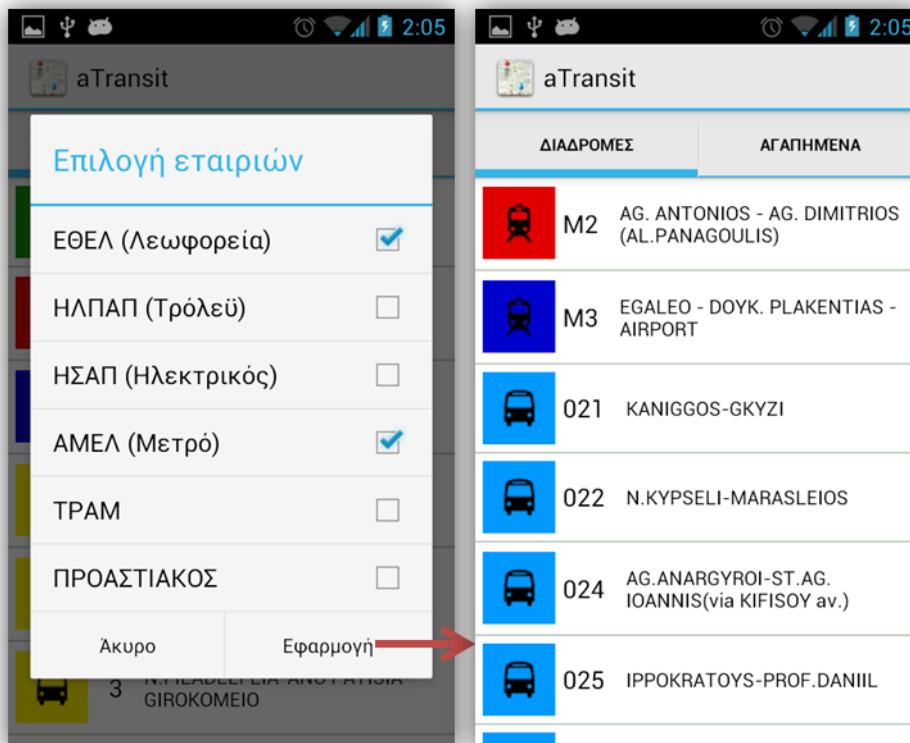 2:05
aTransit
Επιλογή εταιριών
ΕΘΕΛ (Λεωφορεία)
ΗΛΠΑΠ (Τρόλεϋ)
ΗΣΑΠ (Ηλεκτρικός)
ΑΜΕΛ (Μετρό)
ΤΡΑΜ
ΠΡΟΑΣΤΙΑΚΟΣ
Άκυρο Εφαρμογή
3
GIROKOMEIO
2:05
aTransit
ΔΙΑΔΡΟΜΈΣ ΑΓΑΠΗΜΈΝΑ
M2 AG. ANTONIOS - AG. DIMITRIOS
(AL.PANAGOULIS)
M3 EGALEO - DOYK. PLAKENTIAS -
AIRPORT
021 KANIGGOS-GKYZI
022 N.KYPSELI-MARASLEIOS
024 AG.ANARGYROI-ST.AG.
IOANNIS(via KIFISOY av.)
025 IPPOKRATOYS-PROF.DANIIL